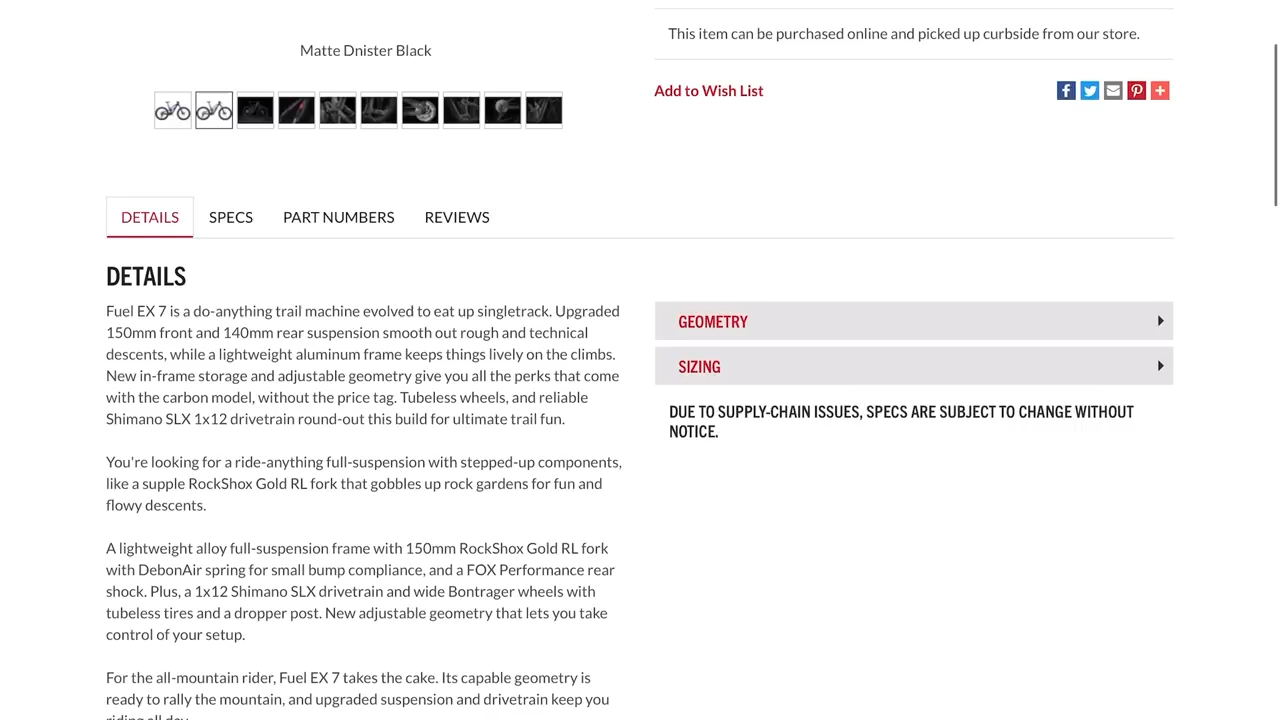 Matte Dnister Black
This item can be purchased online and picked up curbside from our store.
Add to Wish List
DETAILS
SPECS
PART NUMBERS
REVIEWS
DETAILS
Fuel EX 7 is a do-anything trail machine evolved to eat up singletrack. Upgraded
150mm front and 140mm rear suspension smooth out rough and technical
descents, while a lightweight aluminum frame keeps things lively on the climbs.
New in-frame storage and adjustable geometry give you all the perks that come
with the carbon model, without the price tag. Tubeless wheels, and reliable
Shimano SLX 1x12 drivetrain round-out this build for ultimate trail fun.
You're looking for a ride-anything full-suspension with stepped-up components,
like a supple RockShox Gold RL fork that gobbles up rock gardens for fun and
flowy descents.
A lightweight alloy full-suspension frame with 150mm RockShox Gold RL fork
with DebonAir spring for small bump compliance, and a FOX Performance rear
shock. Plus, a 1x12 Shimano SLX drivetrain and wide Bontrager wheels with
tubeless tires and a dropper post. New adjustable geometry that lets you take
control of your setup.
For the all-mountain rider, Fuel EX 7 takes the cake. Its capable geometry is
ready to rally the mountain, and upgraded suspension and drivetrain keep you
riding all day.
GEOMETRY
SIZING
DUE TO SUPPLY-CHAIN ISSUES, SPECS ARE SUBJECT TO CHANGE WITHOUT
NOTICE.